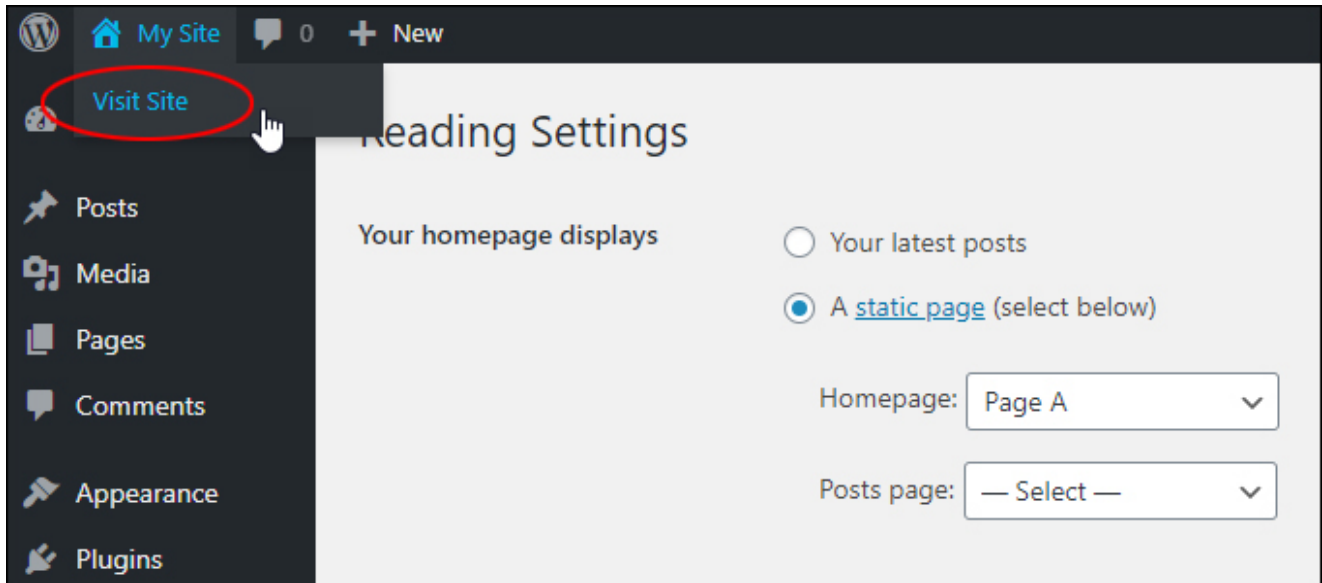 My Site 0 New
Visit Site
Reading Settings
Posts
Your homepage displays
Your latest posts
Media
A static page (select below)
Pages
Homepage: Page A
Comments
Posts page: — Select —
Appearance
Plugins